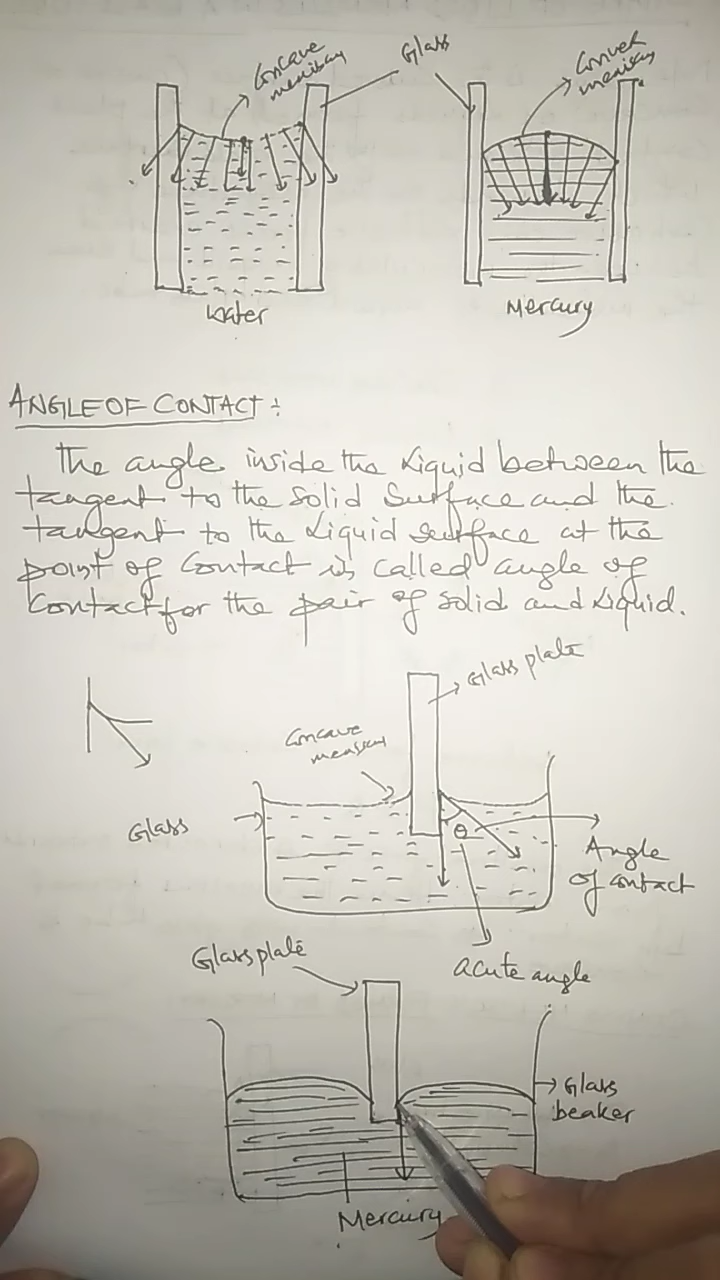 Concave
Glass
Convex
Water
Mercury
ANGLE OF CONTACT :
The angle inside the Liquid between the
tangent to the Solid Surface and the
tangent to the Liquid surface at the
point of Contact is called angle of
Contact for the pair of Solid and Liquid.
Glass plate
Concave
Glass
θ
Angle
of contact
Glass plate
acute angle
Glass
beaker
Mercury